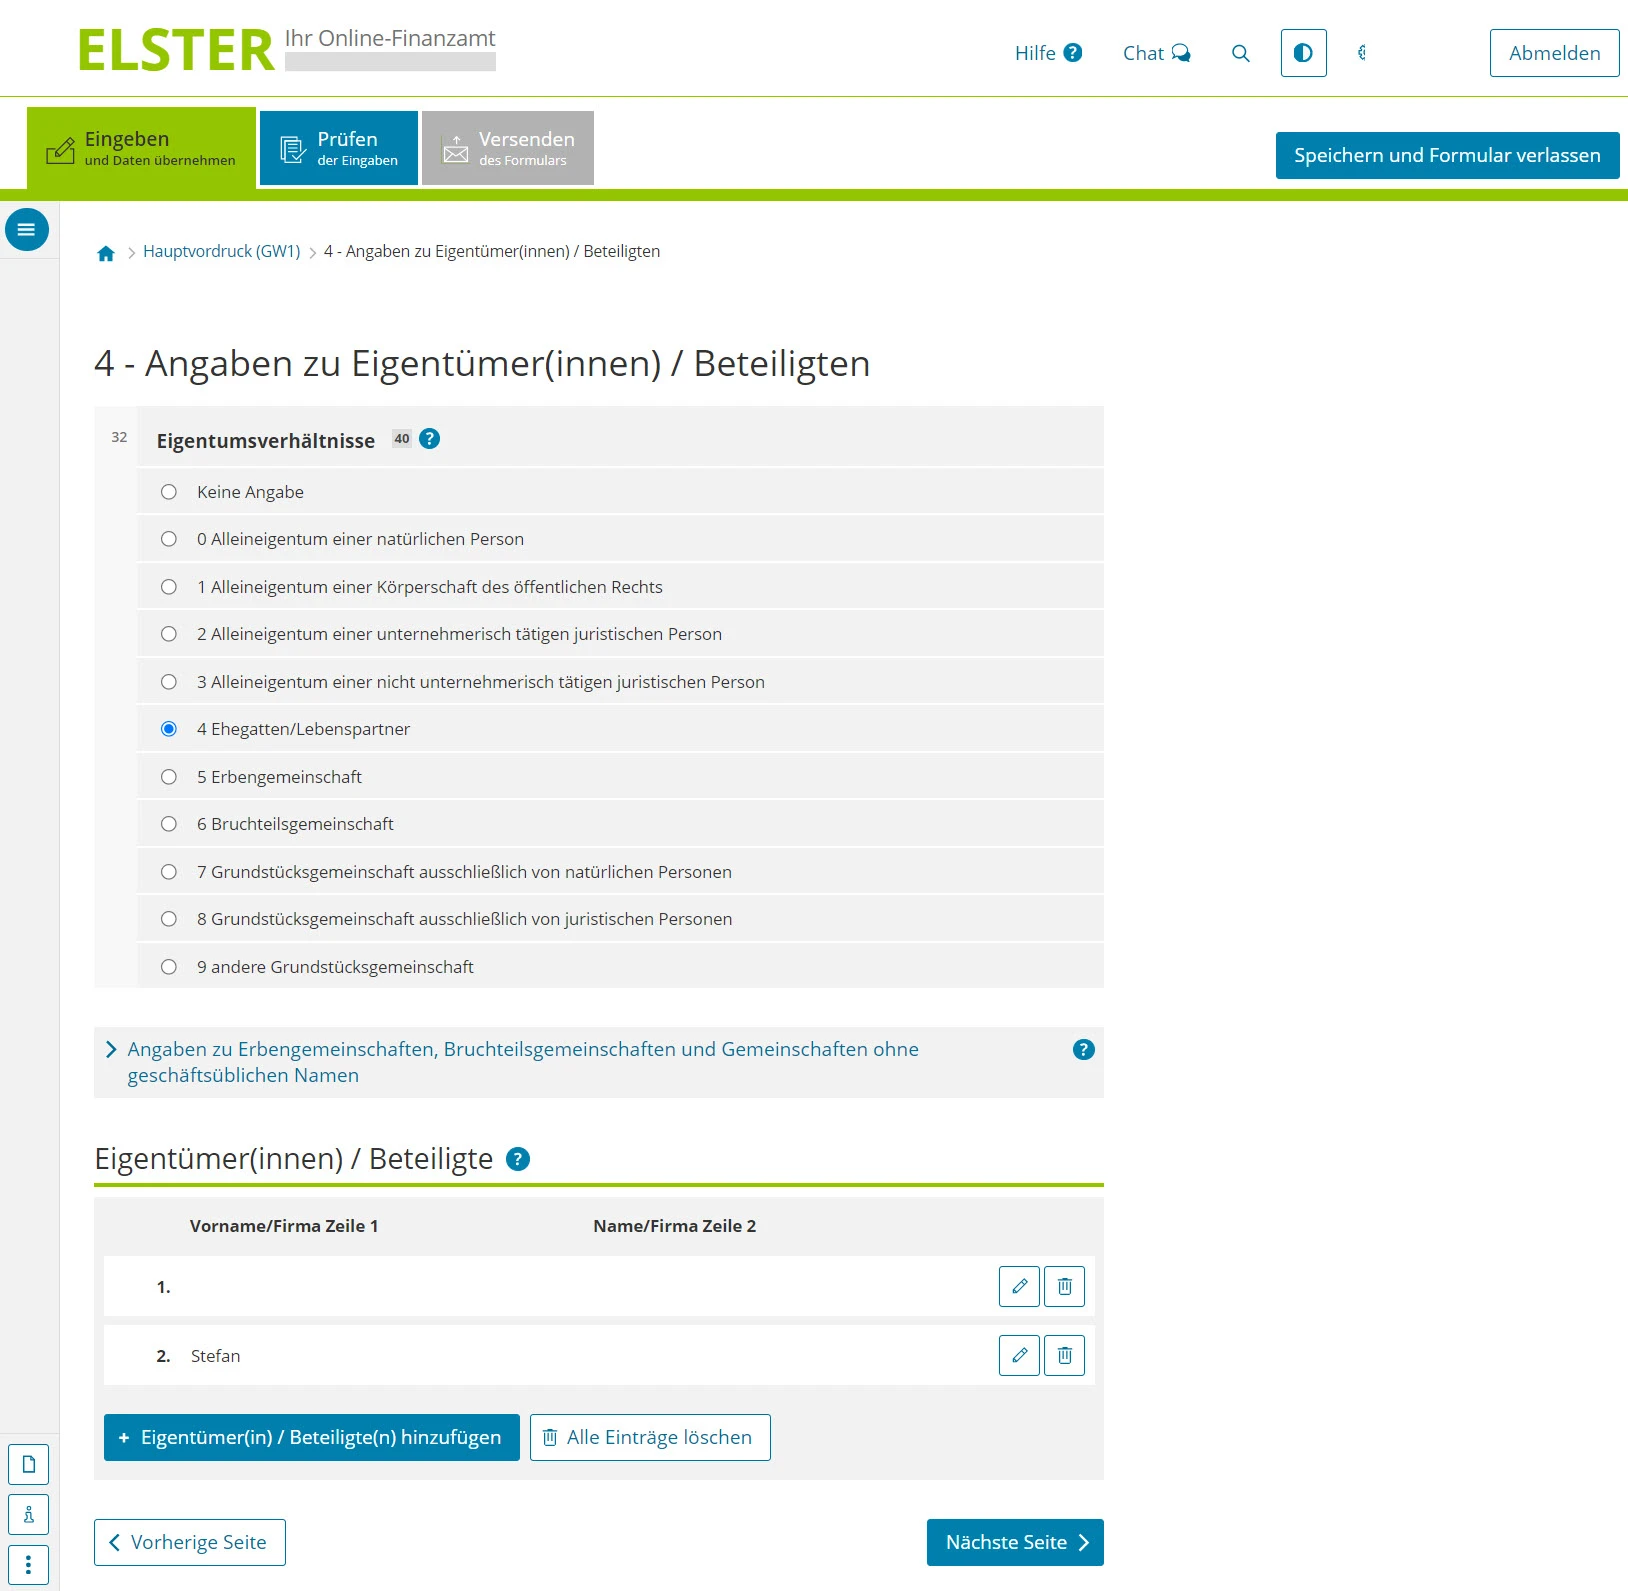 ELSTER Ihr Online-Finanzamt
Hilfe ?
Chat
Abmelden
Eingeben
und Daten übernehmen
Prüfen
der Eingaben
Versenden
des Formulars
Speichern und Formular verlassen
Hauptvordruck (GW1) 4 - Angaben zu Eigentümer(innen) / Beteiligten
4 - Angaben zu Eigentümer(innen) / Beteiligten
32 Eigentumsverhältnisse 40 ?
Keine Angabe
0 Alleineigentum einer natürlichen Person
1 Alleineigentum einer Körperschaft des öffentlichen Rechts
2 Alleineigentum einer unternehmerisch tätigen juristischen Person
3 Alleineigentum einer nicht unternehmerisch tätigen juristischen Person
4 Ehegatten/Lebenspartner
5 Erbengemeinschaft
6 Bruchteilsgemeinschaft
7 Grundstücksgemeinschaft ausschließlich von natürlichen Personen
8 Grundstücksgemeinschaft ausschließlich von juristischen Personen
9 andere Grundstücksgemeinschaft
Angaben zu Erbengemeinschaften, Bruchteilsgemeinschaften und Gemeinschaften ohne ?
geschäftsüblichen Namen
Eigentümer(innen) / Beteiligte ?
Vorname/Firma Zeile 1 Name/Firma Zeile 2
1.
2. Stefan
+ Eigentümer(in) / Beteiligte(n) hinzufügen
Alle Einträge löschen
Vorherige Seite
Nächste Seite